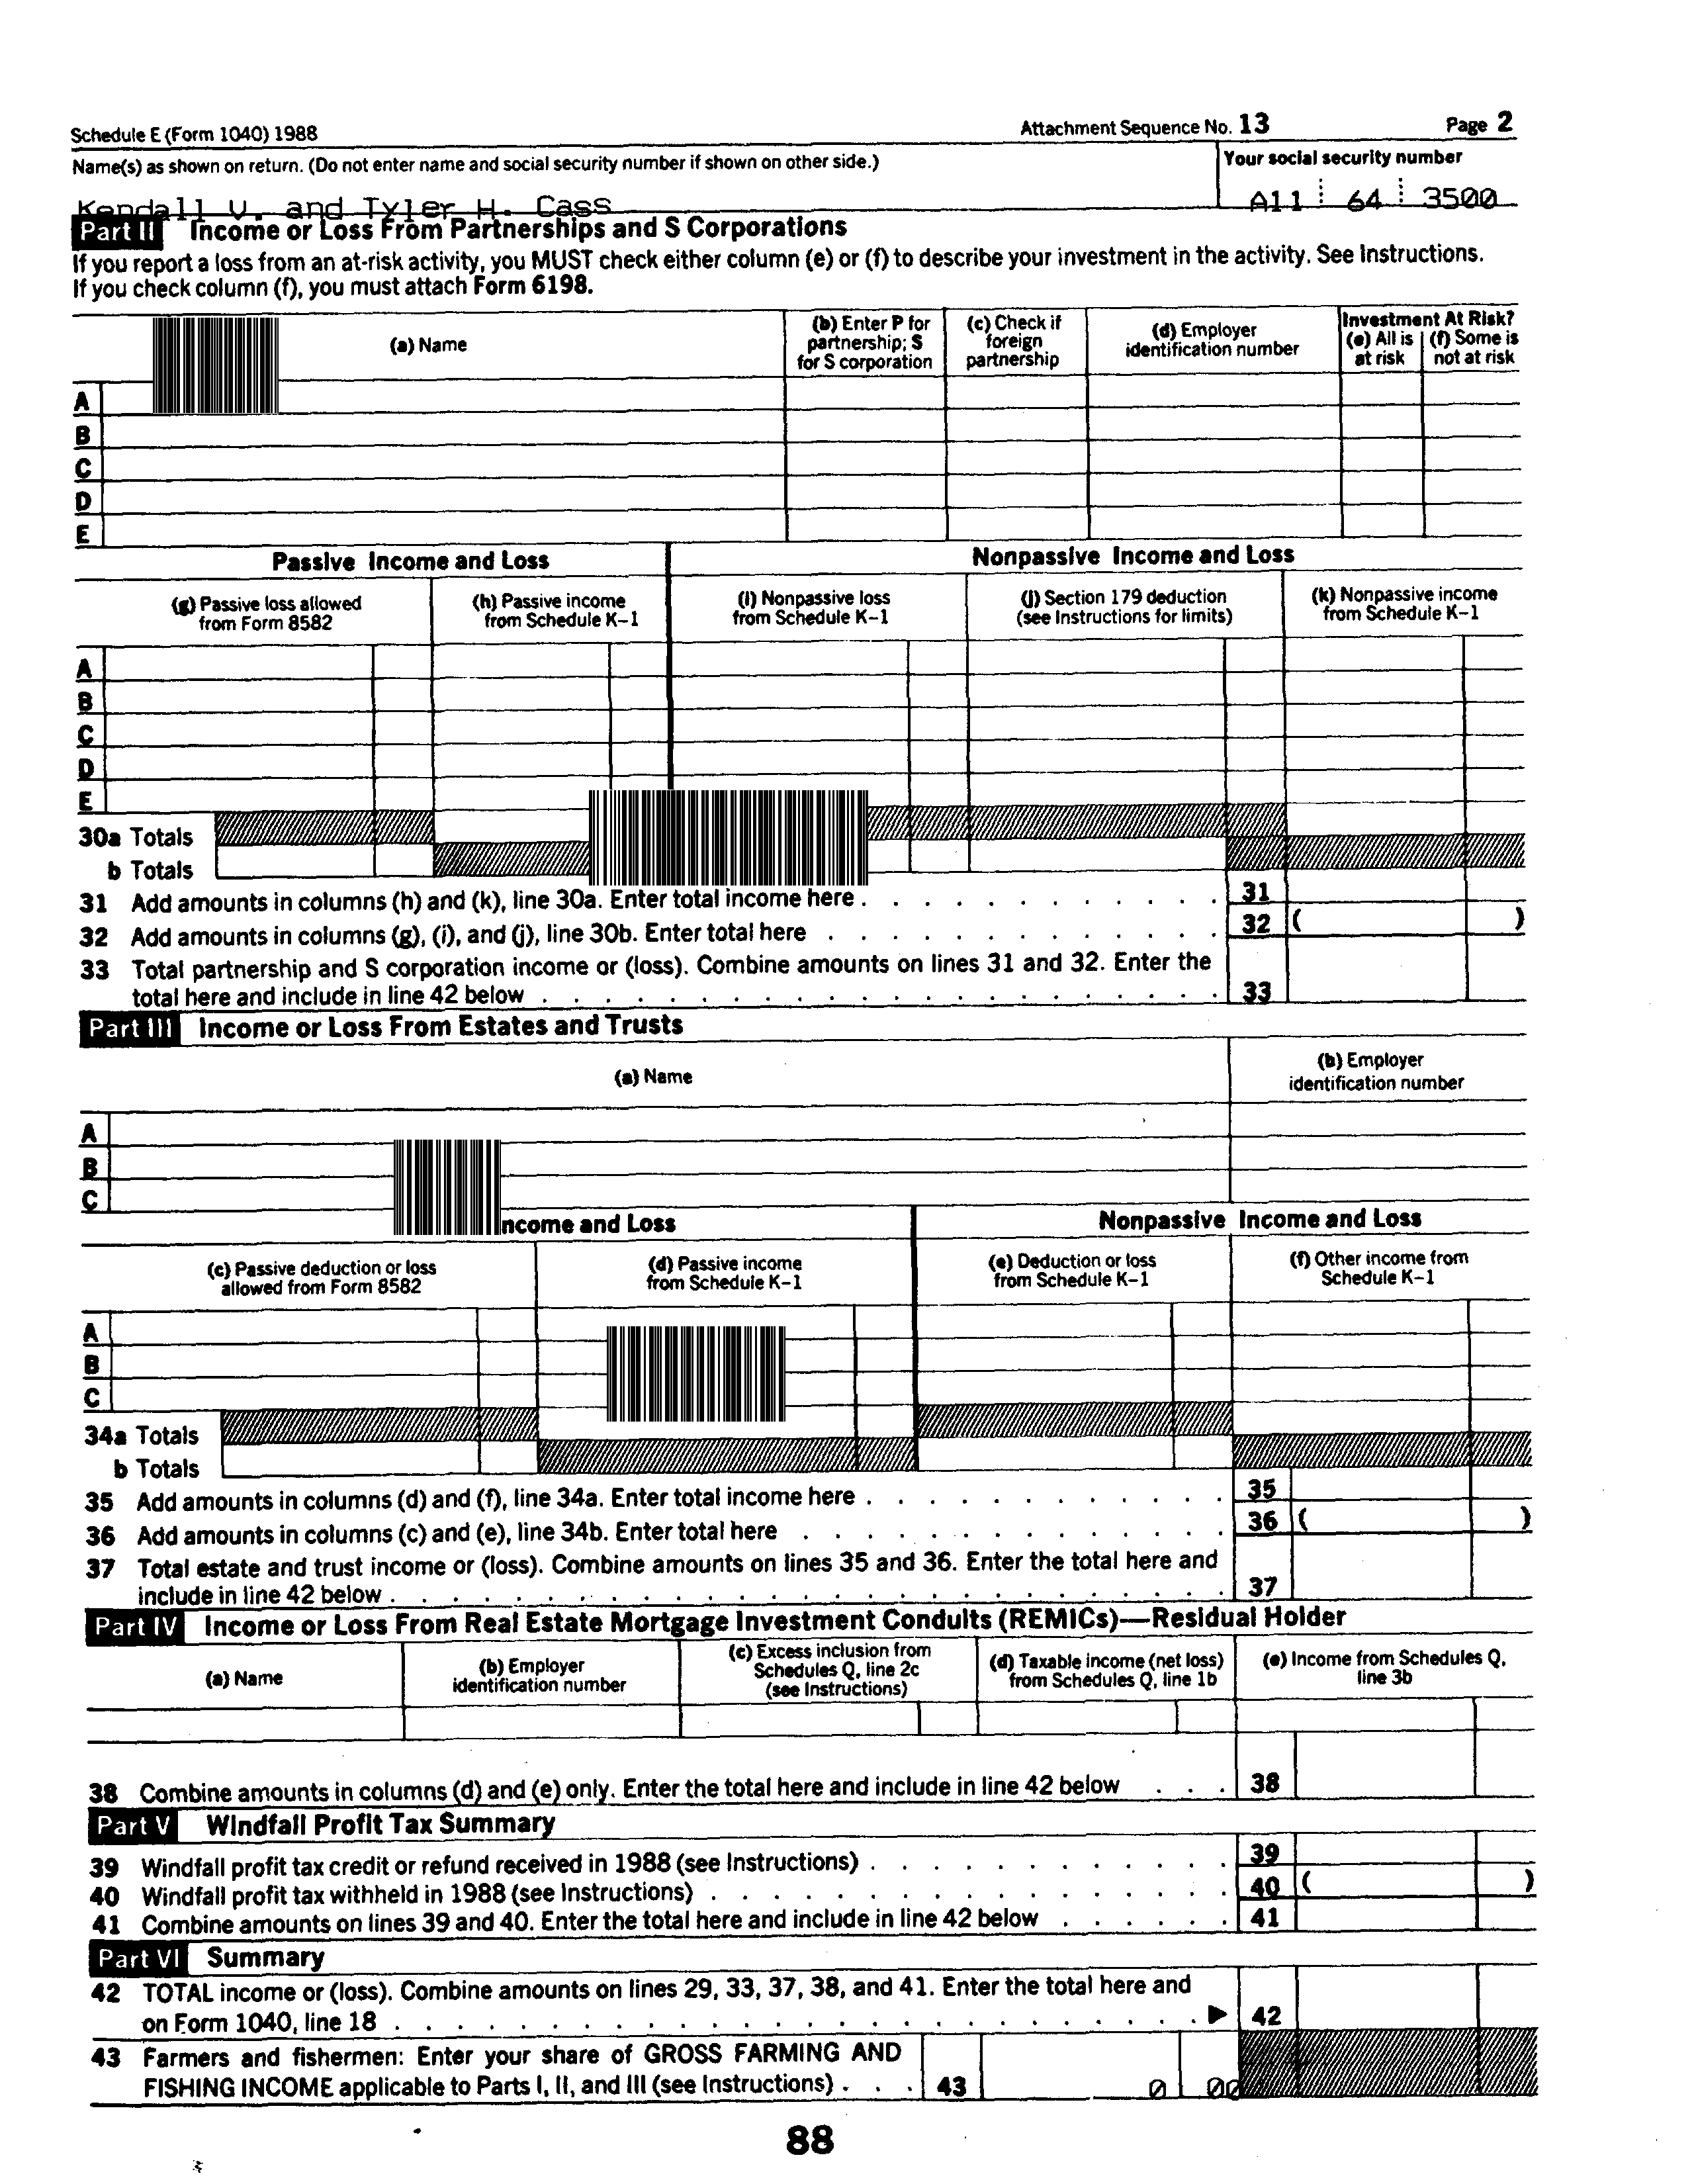 Schedule E (Form 1040) 1988 Attachment Sequence No. 13 Page 2
Name(s) as shown on return. (Do not enter name and social security number if shown on other side.) Your social security number
Kendall V. and Tyler H. Cass A11 64 3500
Part II Income or Loss From Partnerships and S Corporations
If you report a loss from an at-risk activity, you MUST check either column (e) or (f) to describe your investment in the activity. See Instructions.
If you check column (f), you must attach Form 6198.
(a) Name
(b) Enter P for partnership; S for S corporation
(c) Check if foreign partnership
(d) Employer identification number
Investment At Risk?
(e) All is at risk
(f) Some is not at risk
A
B
C
D
E
Passive Income and Loss Nonpassive Income and Loss
(g) Passive loss allowed from Form 8582
(h) Passive income from Schedule K-1
(i) Nonpassive loss from Schedule K-1
(j) Section 179 deduction (see Instructions for limits)
(k) Nonpassive income from Schedule K-1
A
B
C
D
E
30a Totals
b Totals
31 Add amounts in columns (h) and (k), line 30a. Enter total income here . . . . . . . . . . . . 31
32 Add amounts in columns (g), (i), and (j), line 30b. Enter total here . . . . . . . . . . . . . 32 ( )
33 Total partnership and S corporation income or (loss). Combine amounts on lines 31 and 32. Enter the
total here and include in line 42 below . . . . . . . . . . . . . . . . . . . . . . 33
Part III Income or Loss From Estates and Trusts
(a) Name
(b) Employer identification number
A
B
C
ncome and Loss Nonpassive Income and Loss
(c) Passive deduction or loss allowed from Form 8582
(d) Passive income from Schedule K-1
(e) Deduction or loss from Schedule K-1
(f) Other income from Schedule K-1
A
B
C
34a Totals
b Totals
35 Add amounts in columns (d) and (f), line 34a. Enter total income here . . . . . . . . . . . . 35
36 Add amounts in columns (c) and (e), line 34b. Enter total here . . . . . . . . . . . . . . 36 ( )
37 Total estate and trust income or (loss). Combine amounts on lines 35 and 36. Enter the total here and
include in line 42 below . . . . . . . . . . . . . . . . . . . . . . . . . . 37
Part IV Income or Loss From Real Estate Mortgage Investment Conduits (REMICs)—Residual Holder
(a) Name
(b) Employer identification number
(c) Excess inclusion from Schedules Q, line 2c (see Instructions)
(d) Taxable income (net loss) from Schedules Q, line 1b
(e) Income from Schedules Q, line 3b
38 Combine amounts in columns (d) and (e) only. Enter the total here and include in line 42 below . . . 38
Part V Windfall Profit Tax Summary
39 Windfall profit tax credit or refund received in 1988 (see Instructions) . . . . . . . . . . . . 39
40 Windfall profit tax withheld in 1988 (see Instructions) . . . . . . . . . . . . . . . . . 40 ( )
41 Combine amounts on lines 39 and 40. Enter the total here and include in line 42 below . . . . . . 41
Part VI Summary
42 TOTAL income or (loss). Combine amounts on lines 29, 33, 37, 38, and 41. Enter the total here and
on Form 1040, line 18 . . . . . . . . . . . . . . . . . . . . . . . . . . ▶ 42
43 Farmers and fishermen: Enter your share of GROSS FARMING AND
FISHING INCOME applicable to Parts I, II, and III (see Instructions) . . . 43 0 00
88